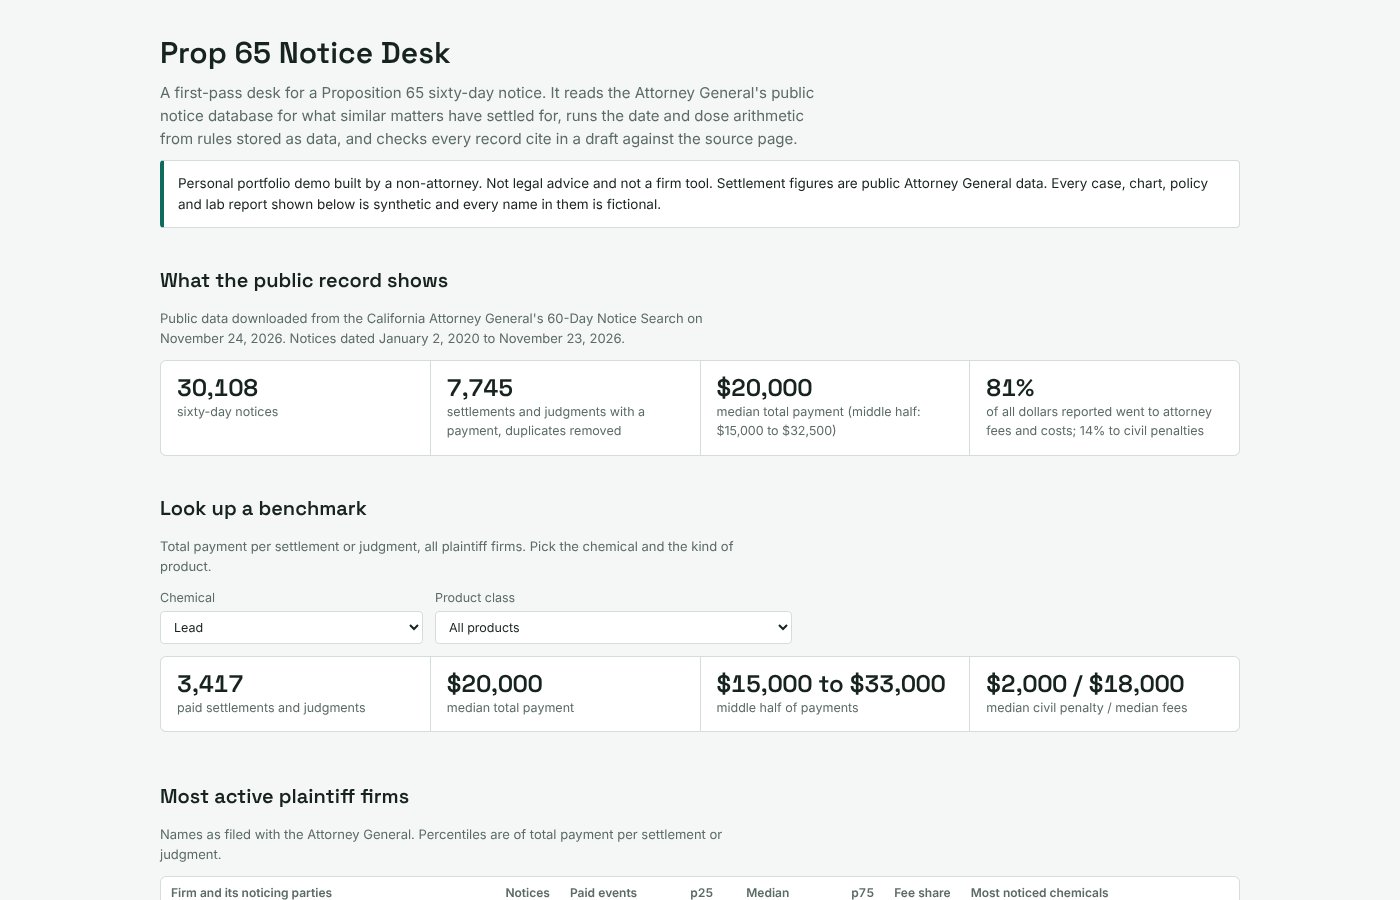 Prop 65 Notice Desk
A first-pass desk for a Proposition 65 sixty-day notice. It reads the Attorney General's public
notice database for what similar matters have settled for, runs the date and dose arithmetic
from rules stored as data, and checks every record cite in a draft against the source page.
Personal portfolio demo built by a non-attorney. Not legal advice and not a firm tool. Settlement figures are public Attorney General data. Every case, chart, policy
and lab report shown below is synthetic and every name in them is fictional.
What the public record shows
Public data downloaded from the California Attorney General's 60-Day Notice Search on
November 24, 2026. Notices dated January 2, 2020 to November 23, 2026.
30,108
sixty-day notices
7,745
settlements and judgments with a
payment, duplicates removed
$20,000
median total payment (middle half:
$15,000 to $32,500)
81%
of all dollars reported went to attorney
fees and costs; 14% to civil penalties
Look up a benchmark
Total payment per settlement or judgment, all plaintiff firms. Pick the chemical and the kind of
product.
Chemical
Product class
Lead
All products
3,417
paid settlements and judgments
$20,000
median total payment
$15,000 to $33,000
middle half of payments
$2,000 / $18,000
median civil penalty / median fees
Most active plaintiff firms
Names as filed with the Attorney General. Percentiles are of total payment per settlement or
judgment.
Firm and its noticing parties Notices Paid events p25 Median p75 Fee share Most noticed chemicals